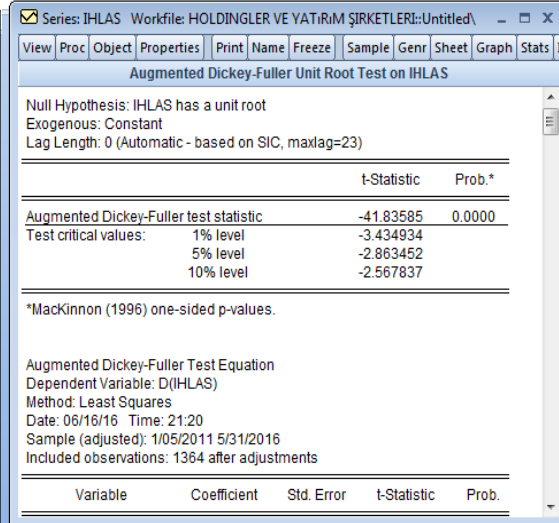 Series: IHLAS Workfile: HOLDINGLER VE YATıRıM ŞIRKETLERI::Untitled\
View Proc Object Properties Print Name Freeze Sample Genr Sheet Graph Stats
Augmented Dickey-Fuller Unit Root Test on IHLAS
Null Hypothesis: IHLAS has a unit root
Exogenous: Constant
Lag Length: 0 (Automatic - based on SIC, maxlag=23)
t-Statistic Prob.*
Augmented Dickey-Fuller test statistic -41.83585 0.0000
Test critical values: 1% level -3.434934
5% level -2.863452
10% level -2.567837
*MacKinnon (1996) one-sided p-values.
Augmented Dickey-Fuller Test Equation
Dependent Variable: D(IHLAS)
Method: Least Squares
Date: 06/16/16 Time: 21:20
Sample (adjusted): 1/05/2011 5/31/2016
Included observations: 1364 after adjustments
Variable Coefficient Std. Error t-Statistic Prob.